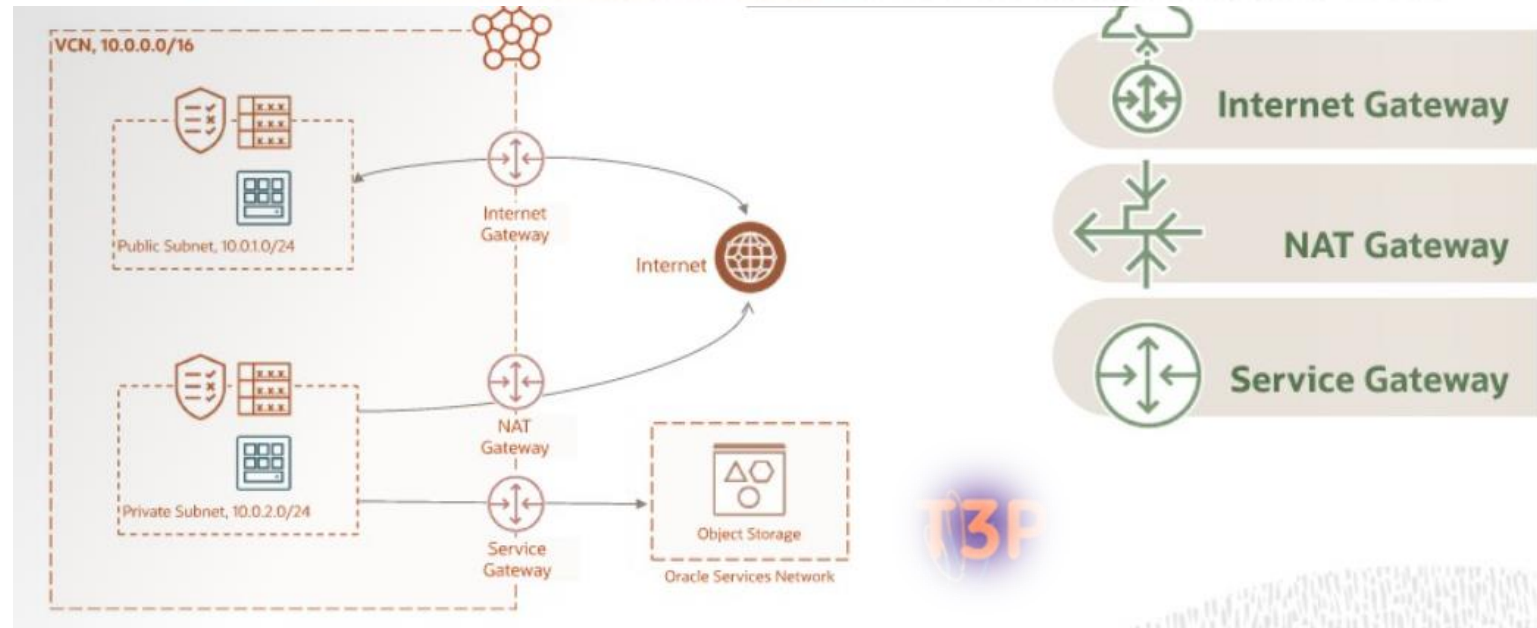 VCN, 10.0.0.0/16
Public Subnet, 10.0.1.0/24
Internet
Gateway
Internet
Private Subnet, 10.0.2.0/24
NAT
Gateway
Service
Gateway
Object Storage
Oracle Services Network
Internet Gateway
NAT Gateway
Service Gateway
T3P